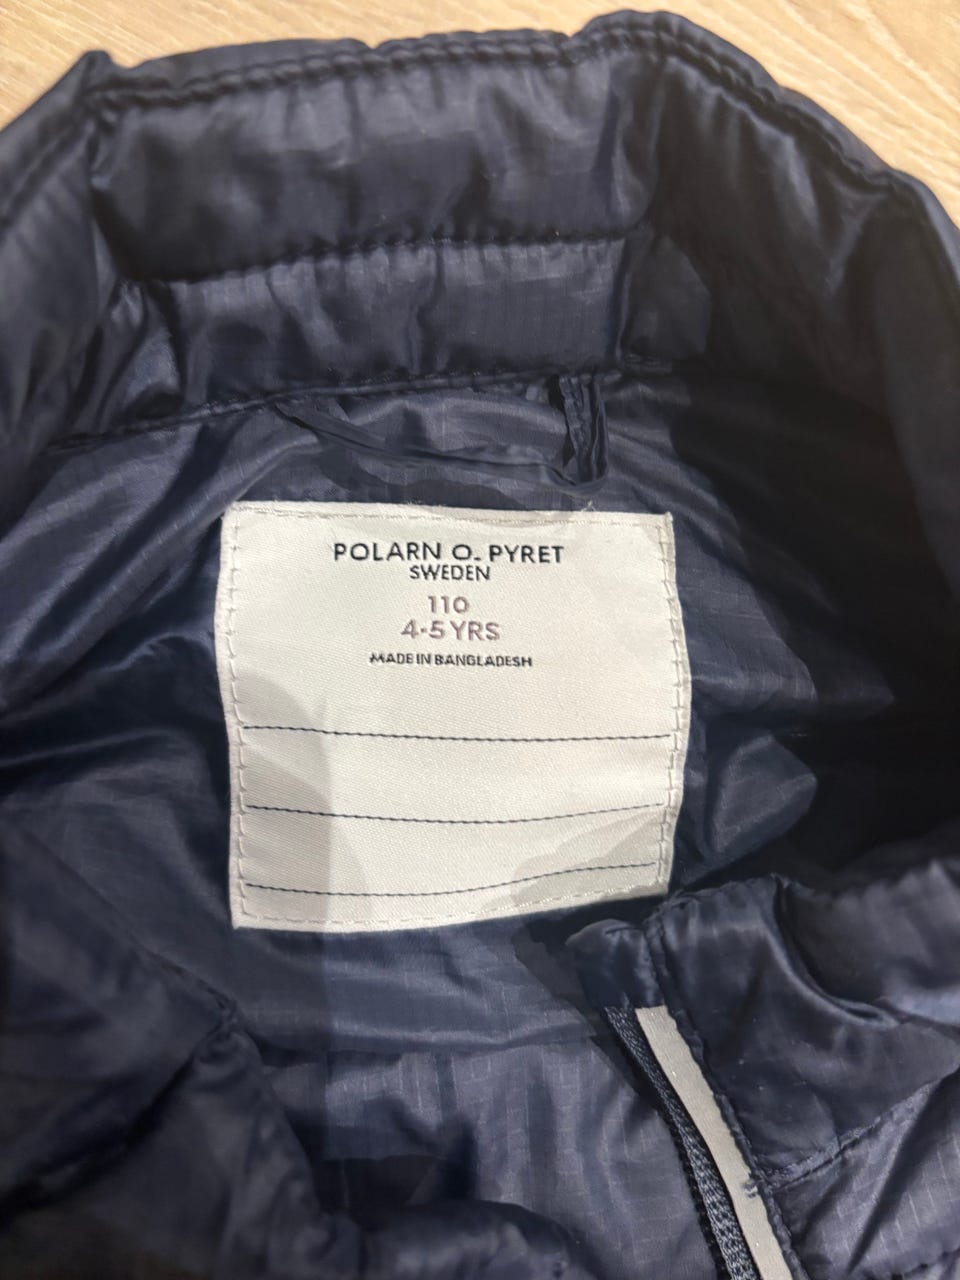 POLARN O. PYRET
SWEDEN
110
4-5 YRS
MADE IN BANGLADESH